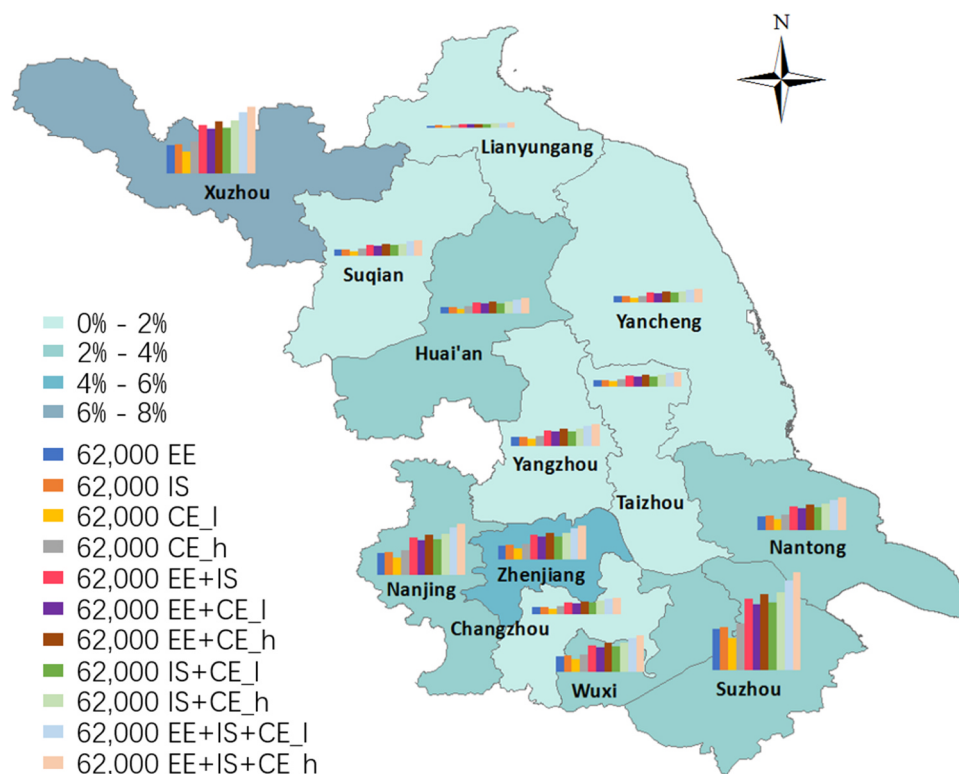 N
Lianyungang
Xuzhou
Suqian
Yancheng
Huai'an
Yangzhou
Taizhou
Nantong
Zhenjiang
Nanjing
Changzhou
Wuxi
Suzhou
0% - 2%
2% - 4%
4% - 6%
6% - 8%
62,000 EE
62,000 IS
62,000 CE_l
62,000 CE_h
62,000 EE+IS
62,000 EE+CE_l
62,000 EE+CE_h
62,000 IS+CE_l
62,000 IS+CE_h
62,000 EE+IS+CE_l
62,000 EE+IS+CE_h